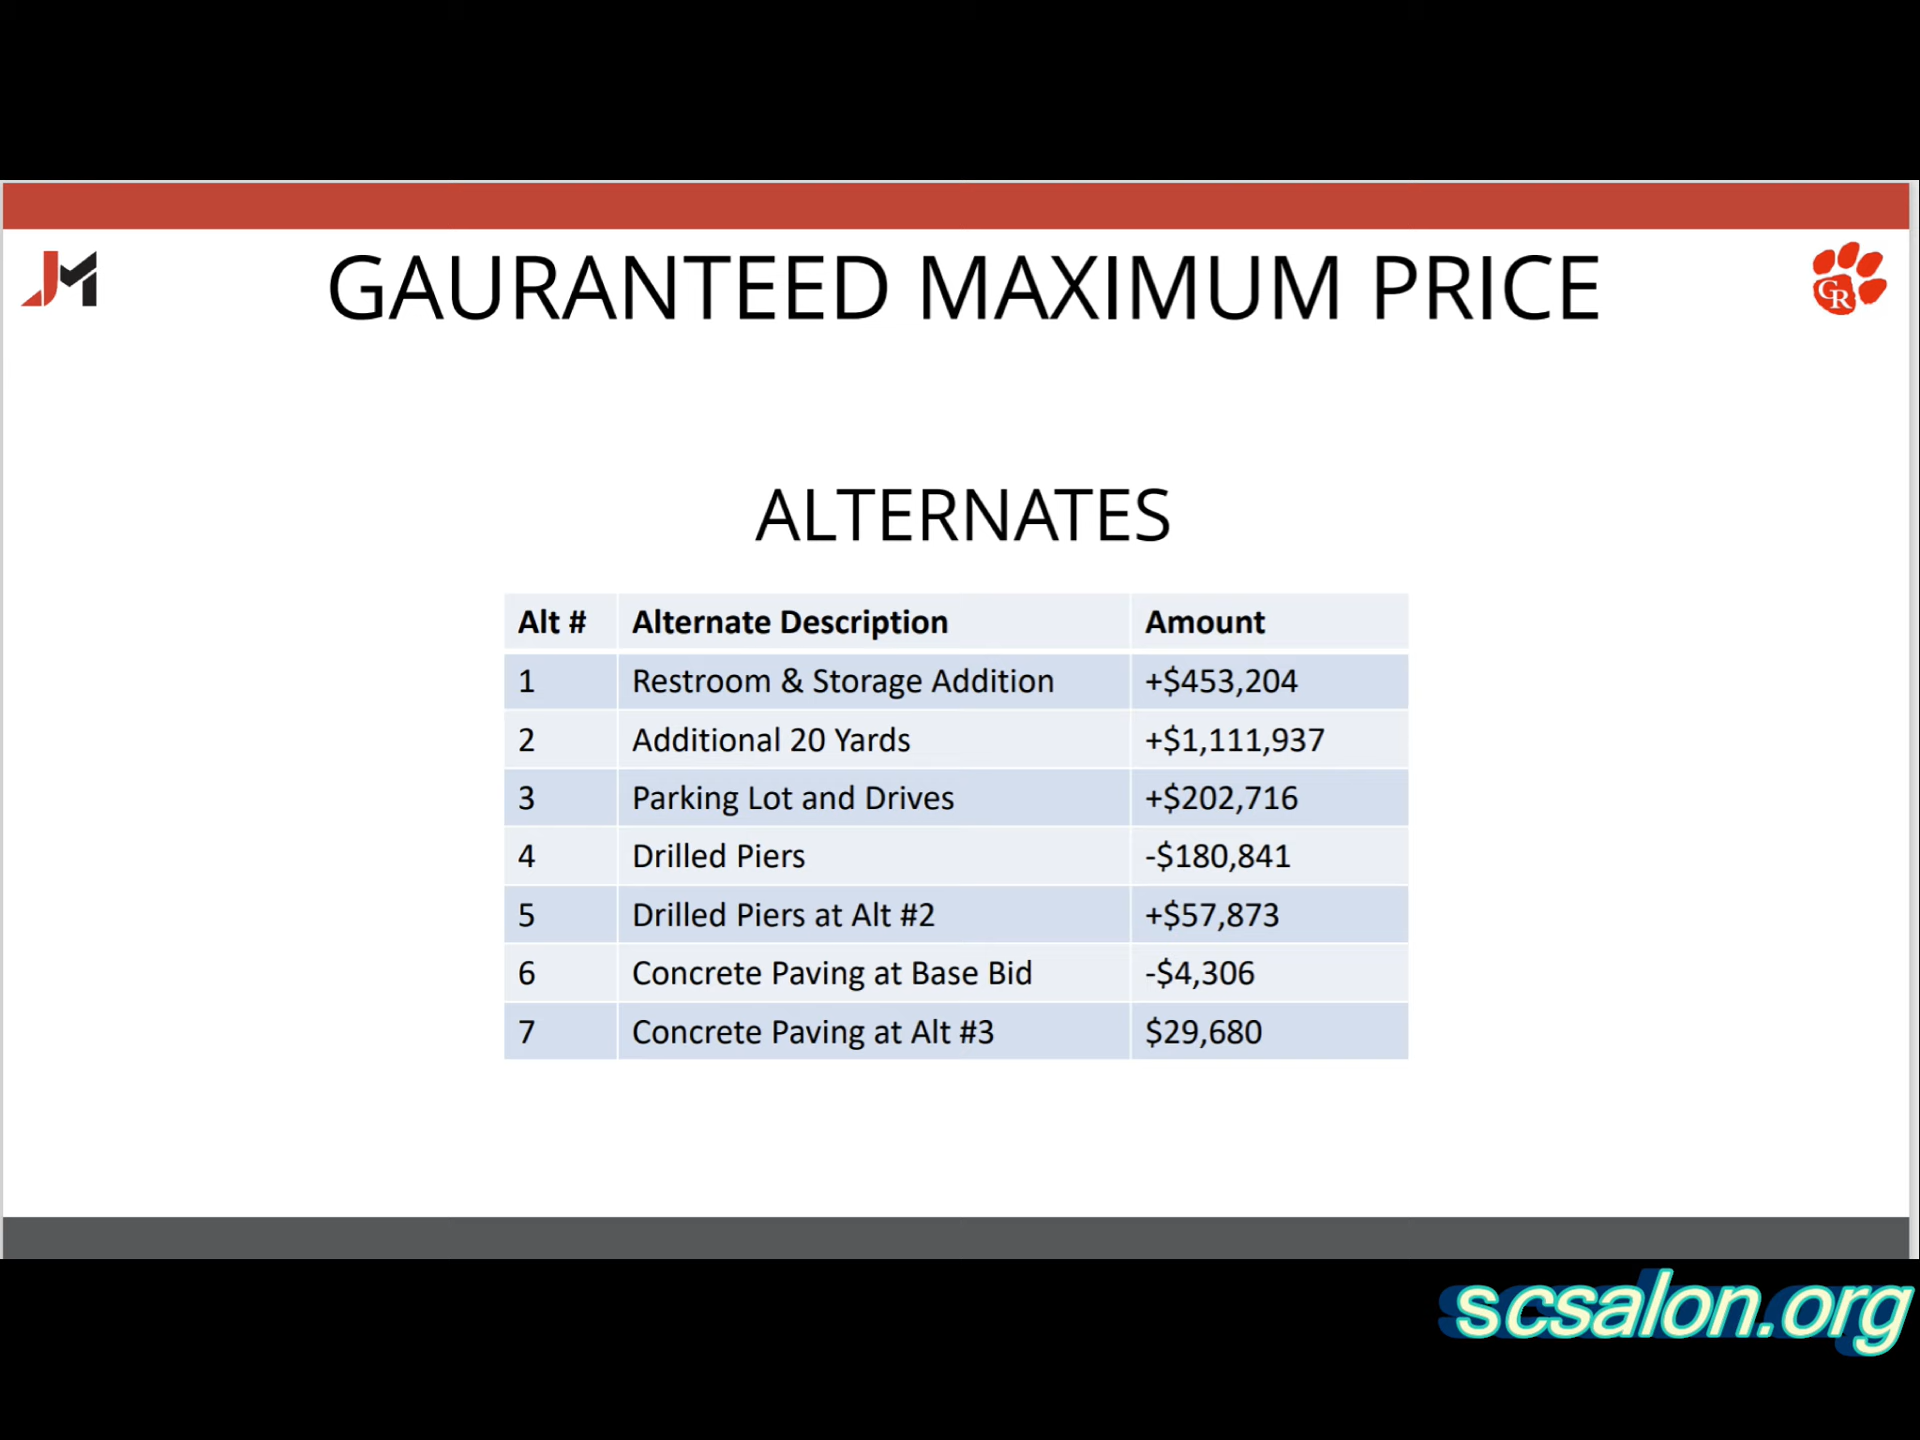 JM
GAURANTEED MAXIMUM PRICE
GR
ALTERNATES
Alt # Alternate Description Amount
1 Restroom & Storage Addition +$453,204
2 Additional 20 Yards +$1,111,937
3 Parking Lot and Drives +$202,716
4 Drilled Piers -$180,841
5 Drilled Piers at Alt #2 +$57,873
6 Concrete Paving at Base Bid -$4,306
7 Concrete Paving at Alt #3 $29,680
scsalon.org